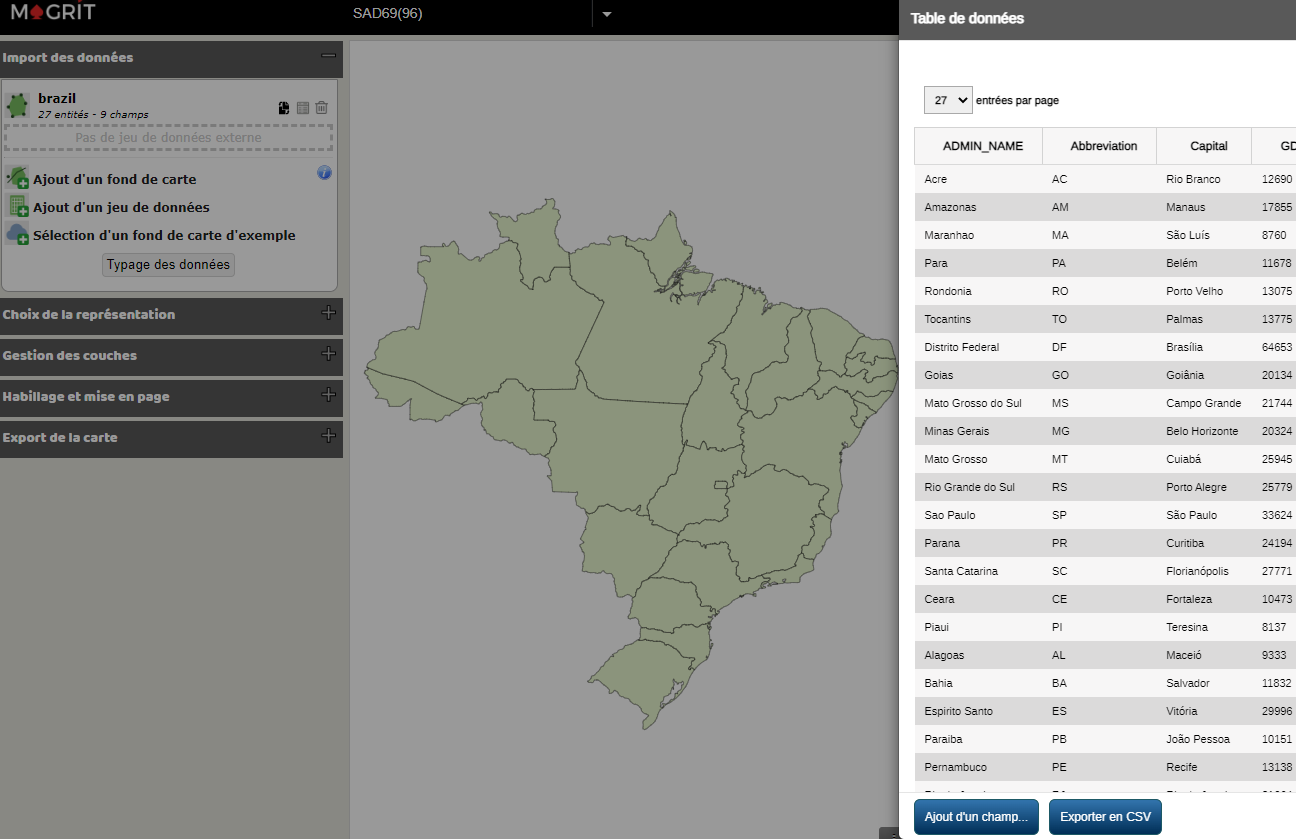 MAGRIT
SAD69(96)
Table de données
Import des données
brazil
27 entités - 9 champs
Pas de jeu de données externe
Ajout d'un fond de carte
Ajout d'un jeu de données
Sélection d'un fond de carte d'exemple
Typage des données
Choix de la représentation
Gestion des couches
Habillage et mise en page
Export de la carte
27 entrées par page
ADMIN_NAME Abbreviation Capital GD
Acre AC Rio Branco 12690
Amazonas AM Manaus 17855
Maranhao MA São Luís 8760
Para PA Belém 11678
Rondonia RO Porto Velho 13075
Tocantins TO Palmas 13775
Distrito Federal DF Brasília 64653
Goias GO Goiânia 20134
Mato Grosso do Sul MS Campo Grande 21744
Minas Gerais MG Belo Horizonte 20324
Mato Grosso MT Cuiabá 25945
Rio Grande do Sul RS Porto Alegre 25779
Sao Paulo SP São Paulo 33624
Parana PR Curitiba 24194
Santa Catarina SC Florianópolis 27771
Ceara CE Fortaleza 10473
Piaui PI Teresina 8137
Alagoas AL Maceió 9333
Bahia BA Salvador 11832
Espirito Santo ES Vitória 29996
Paraiba PB João Pessoa 10151
Pernambuco PE Recife 13138
Ajout d'un champ... Exporter en CSV